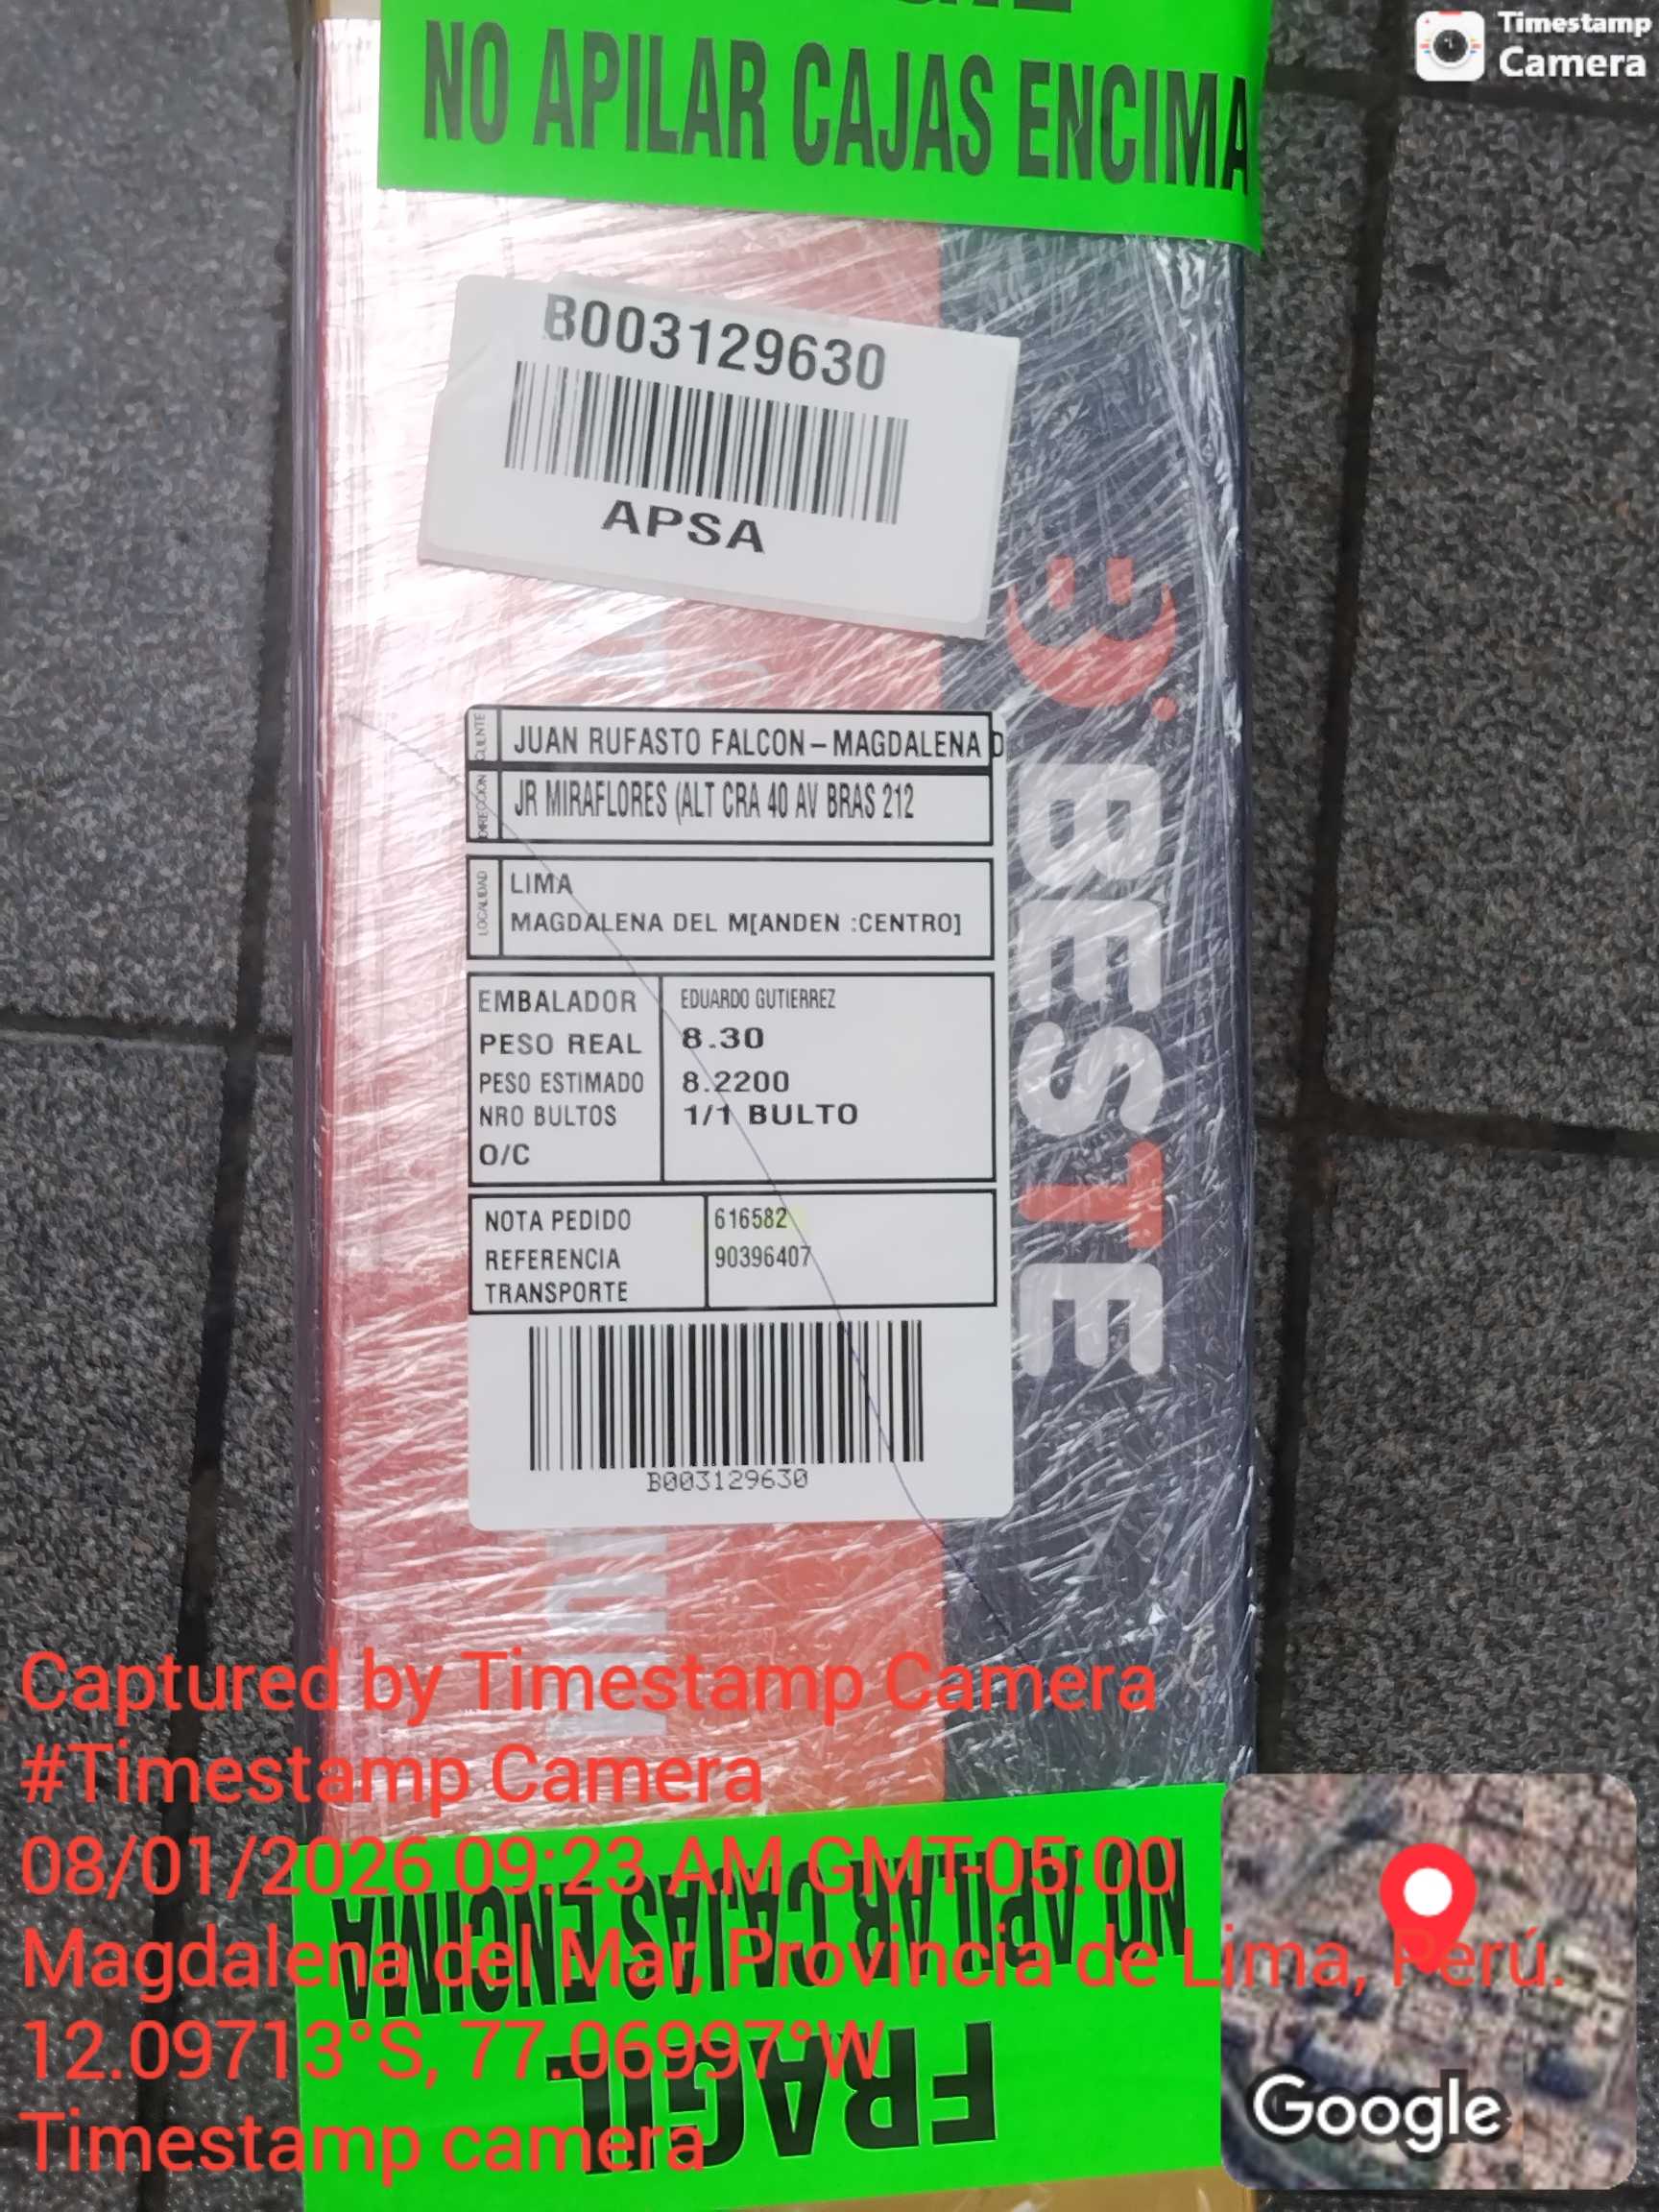 Timestamp
Camera
NO APILAR CAJAS ENCIMA
B003129630
APSA
BESTE
CLIENTE
JUAN RUFASTO FALCON – MAGDALENA D
DIRECCION
JR MIRAFLORES (ALT CRA 40 AV BRAS 212
LOCALIDAD
LIMA
MAGDALENA DEL M[ANDEN :CENTRO]
EMBALADOR EDUARDO GUTIERREZ
PESO REAL 8.30
PESO ESTIMADO 8.2200
NRO BULTOS 1/1 BULTO
O/C
NOTA PEDIDO 616582
REFERENCIA 90396407
TRANSPORTE
B003129630
Captured by Timestamp Camera
#Timestamp Camera
08/01/2026 09:23 AM GMT-05:00
Magdalena del Mar, Provincia de Lima, Perú.
12.09713°S, 77.06997°W
Timestamp camera
FRAGIL
NO APILAR CAJAS ENCIMA
Google